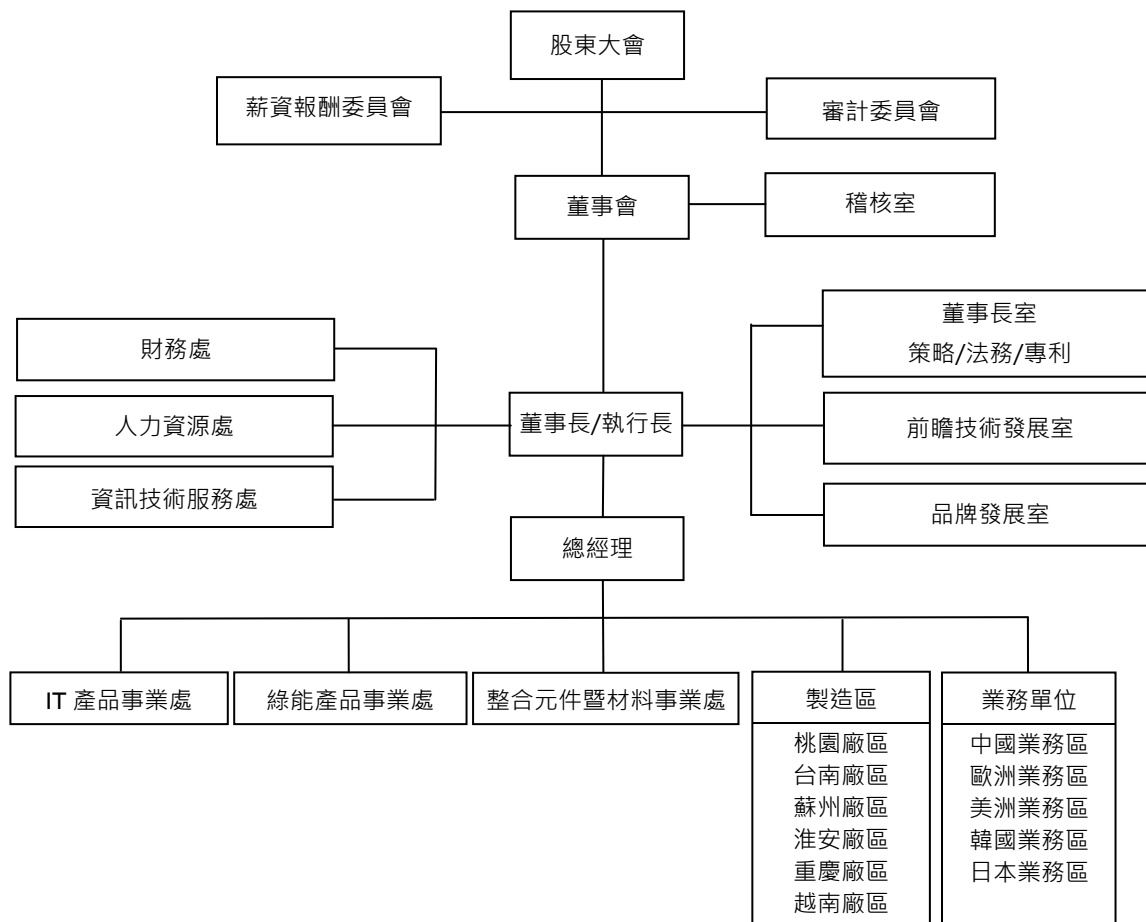 股東大會
薪資報酬委員會
審計委員會
董事會
稽核室
董事長室
策略/法務/專利
財務處
人力資源處
董事長/執行長
前瞻技術發展室
資訊技術服務處
品牌發展室
總經理
IT 產品事業處
綠能產品事業處
整合元件暨材料事業處
製造區
桃園廠區
台南廠區
蘇州廠區
淮安廠區
重慶廠區
越南廠區
業務單位
中國業務區
歐洲業務區
美洲業務區
韓國業務區
日本業務區